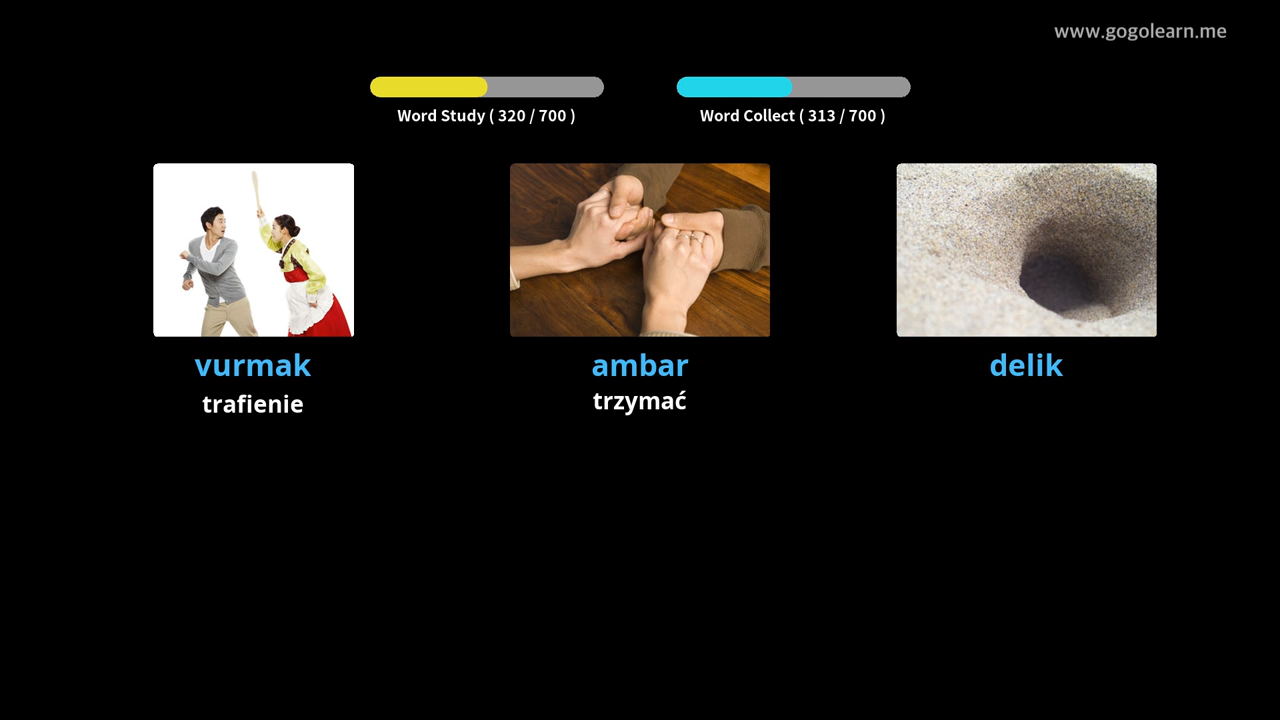 www.gogolearn.me
Word Study ( 320 / 700 )
Word Collect ( 313 / 700 )
vurmak
trafienie
ambar
trzymać
delik